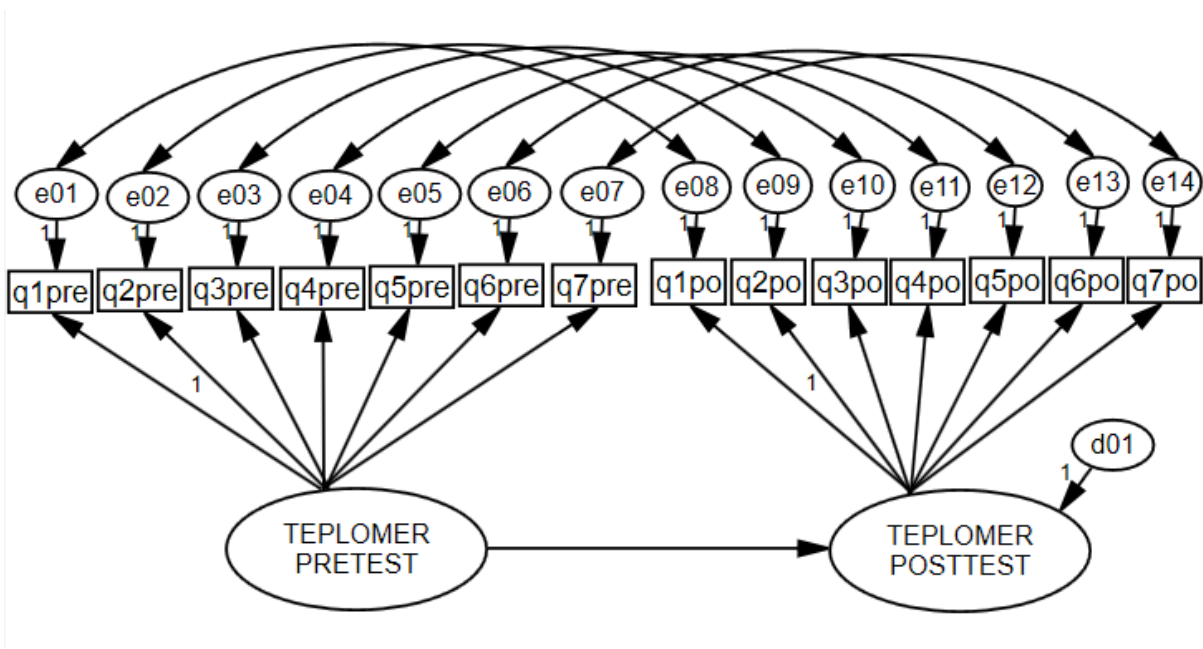 e01 e02 e03 e04 e05 e06 e07 e08 e09 e10 e11 e12 e13 e14
1 1 1 1 1 1 1 1 1 1 1 1 1 1
q1pre q2pre q3pre q4pre q5pre q6pre q7pre q1po q2po q3po q4po q5po q6po q7po
1 1
d01
1
TEPLOMER
PRETEST
TEPLOMER
POSTTEST